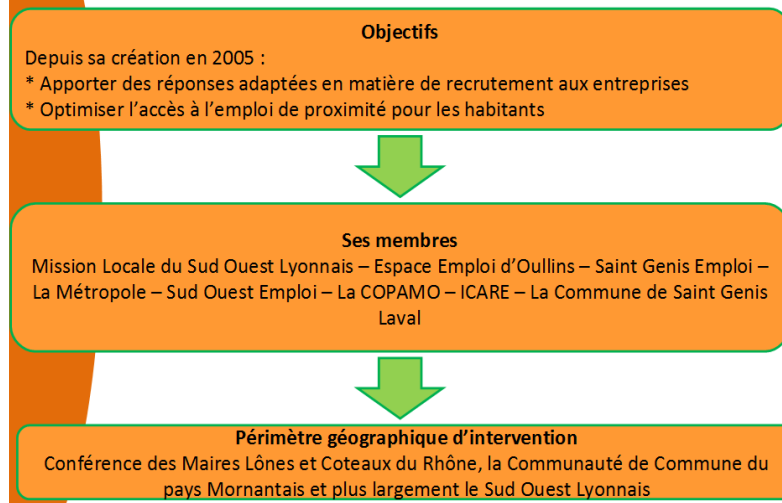 Objectifs
Depuis sa création en 2005 :
* Apporter des réponses adaptées en matière de recrutement aux entreprises
* Optimiser l'accès à l'emploi de proximité pour les habitants
Ses membres
Mission Locale du Sud Ouest Lyonnais – Espace Emploi d'Oullins – Saint Genis Emploi –
La Métropole – Sud Ouest Emploi – La COPAMO – ICARE – La Commune de Saint Genis
Laval
Périmètre géographique d'intervention
Conférence des Maires Lônes et Coteaux du Rhône, la Communauté de Commune du
pays Mornantais et plus largement le Sud Ouest Lyonnais